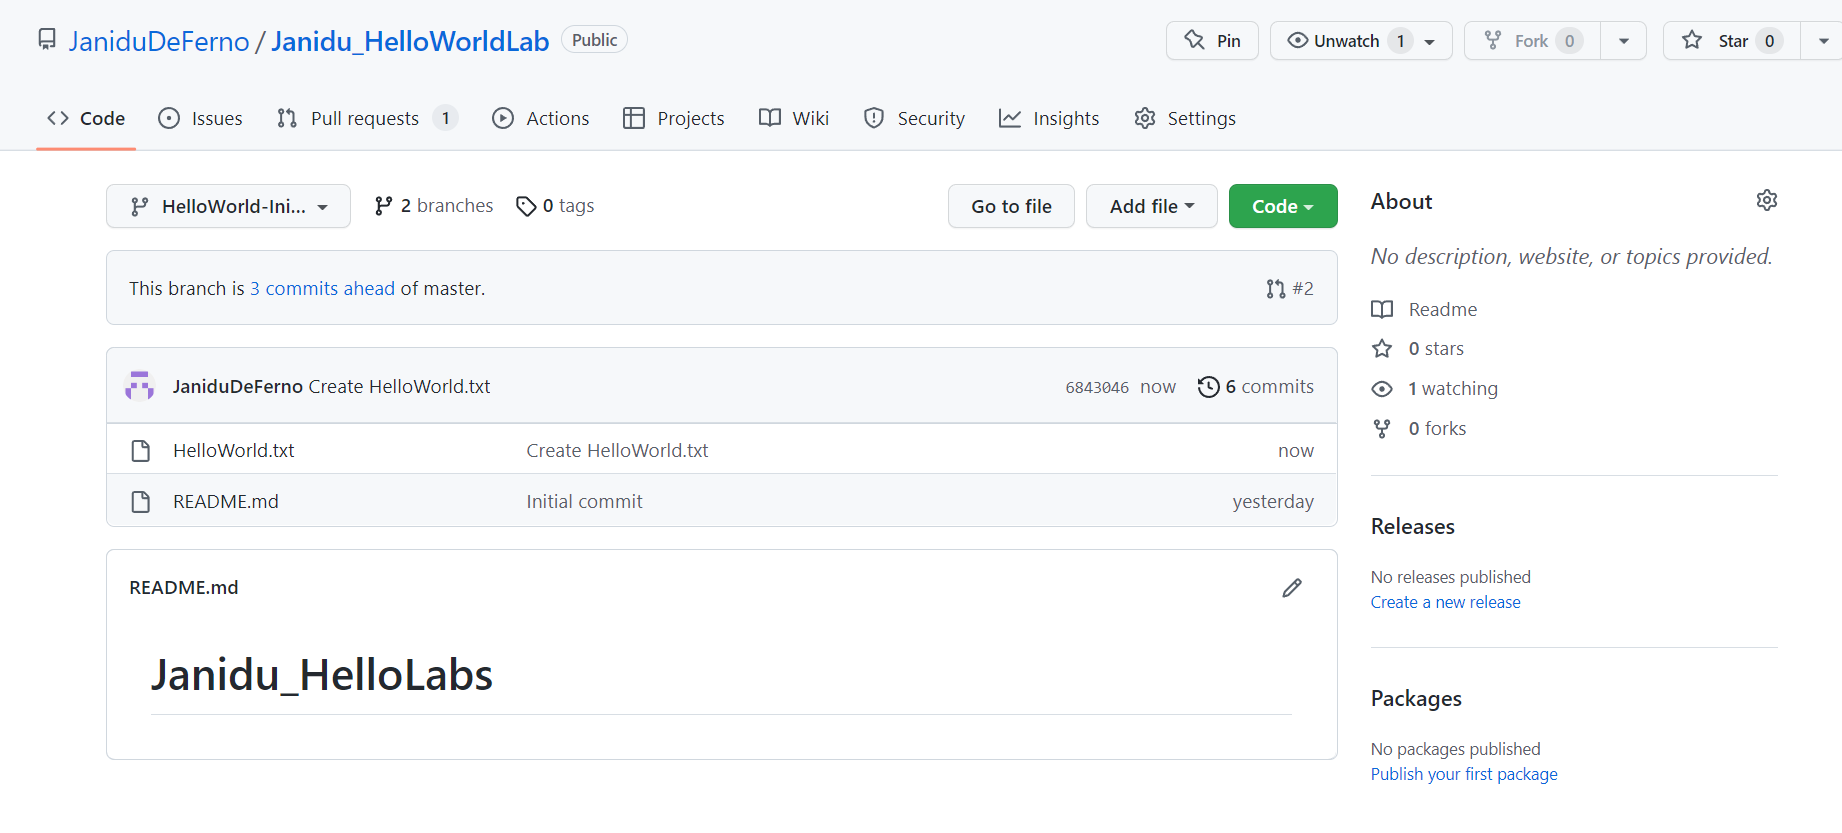 JaniduDeFerno / Janidu_HelloWorldLab Public
Pin Unwatch 1 Fork 0 Star 0
Code Issues Pull requests 1 Actions Projects Wiki Security Insights Settings
HelloWorld-Ini... 2 branches 0 tags Go to file Add file Code
This branch is 3 commits ahead of master. #2
JaniduDeFerno Create HelloWorld.txt 6843046 now 6 commits
HelloWorld.txt Create HelloWorld.txt now
README.md Initial commit yesterday
README.md
Janidu_HelloLabs
About
No description, website, or topics provided.
Readme
0 stars
1 watching
0 forks
Releases
No releases published
Create a new release
Packages
No packages published
Publish your first package